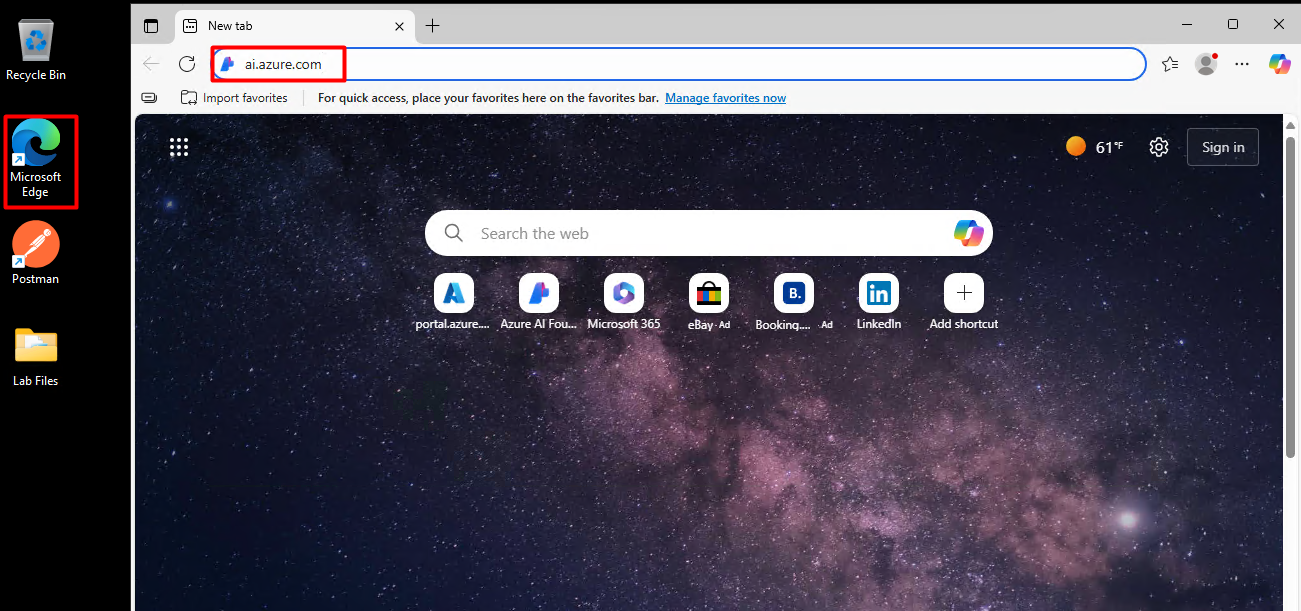 Recycle Bin
Microsoft
Edge
Postman
Lab Files
New tab
ai.azure.com
Import favorites
For quick access, place your favorites here on the favorites bar. Manage favorites now
61°F
Sign in
Search the web
portal.azure....
Azure AI Fou...
Microsoft 365
eBay · Ad
B.
Booking.... Ad
in
LinkedIn
Add shortcut